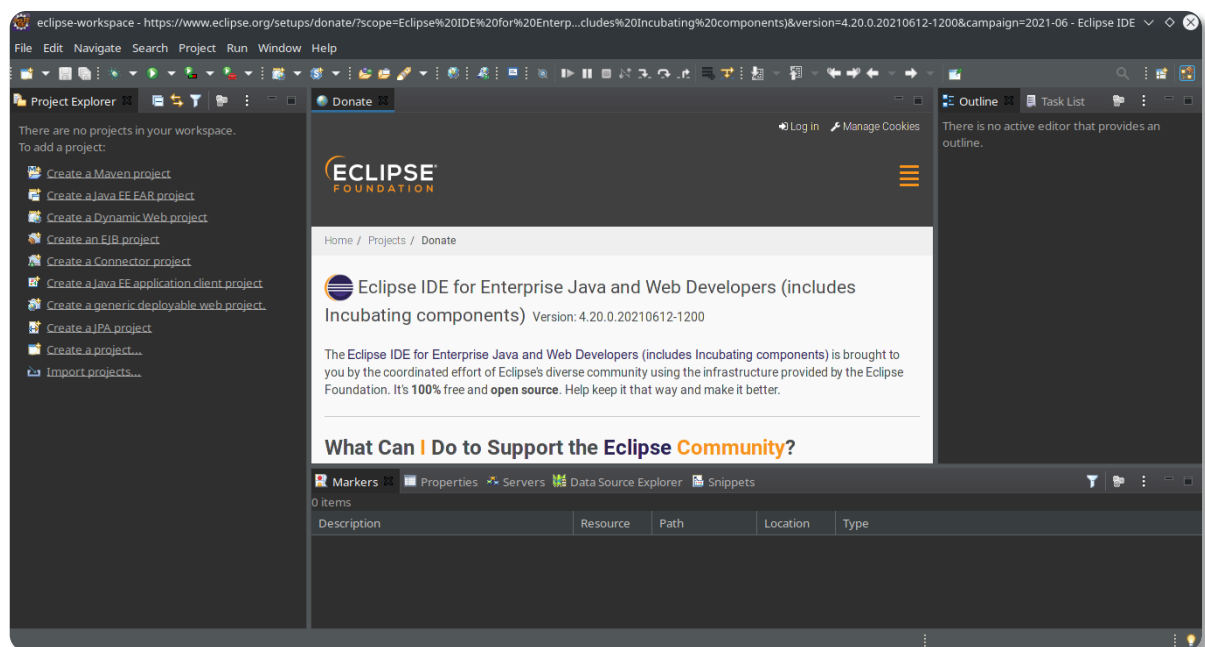 eclipse-workspace - https://www.eclipse.org/setups/donate/?scope=Eclipse%20IDE%20for%20Enterp...cludes%20Incubating%20components)&version=4.20.0.20210612-1200&campaign=2021-06 - Eclipse IDE
File Edit Navigate Search Project Run Window Help
Project Explorer
There are no projects in your workspace.
To add a project:
Create a Maven project
Create a Java EE EAR project
Create a Dynamic Web project
Create an EJB project
Create a Connector project
Create a Java EE application client project
Create a generic deployable web project.
Create a JPA project
Create a project...
Import projects...
Donate
Log in Manage Cookies
ECLIPSE®
FOUNDATION
Home / Projects / Donate
Eclipse IDE for Enterprise Java and Web Developers (includes
Incubating components) Version: 4.20.0.20210612-1200
The Eclipse IDE for Enterprise Java and Web Developers (includes Incubating components) is brought to
you by the coordinated effort of Eclipse's diverse community using the infrastructure provided by the Eclipse
Foundation. It's 100% free and open source. Help keep it that way and make it better.
What Can I Do to Support the Eclipse Community?
Outline Task List
There is no active editor that provides an
outline.
Markers Properties Servers Data Source Explorer Snippets
0 items
Description Resource Path Location Type